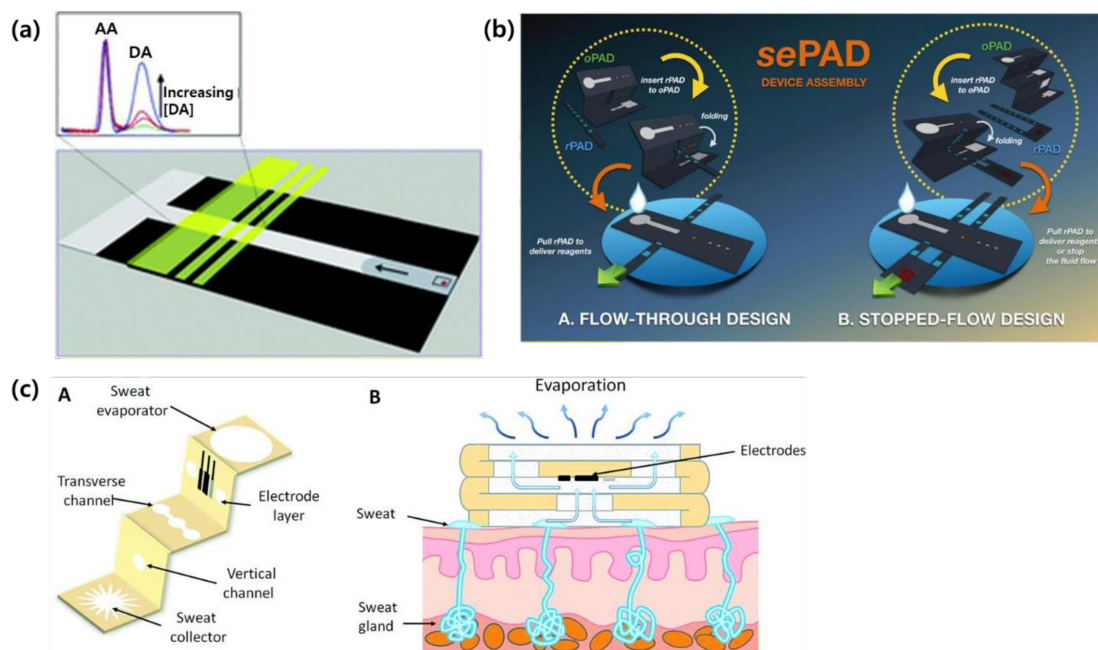 (a)
AA
DA
Increasing
[DA]
(b)
sePAD
DEVICE ASSEMBLY
oPAD
insert rPAD
to oPAD
folding
rPAD
Pull rPAD to
deliver reagents
A. FLOW-THROUGH DESIGN
oPAD
insert rPAD
to oPAD
folding
rPAD
Pull rPAD to
deliver reagent
or stop
the fluid flow
S
B. STOPPED-FLOW DESIGN
(c)
A
Sweat
evaporator
Transverse
channel
Electrode
layer
Vertical
channel
Sweat
collector
B
Evaporation
Electrodes
Sweat
Sweat
gland